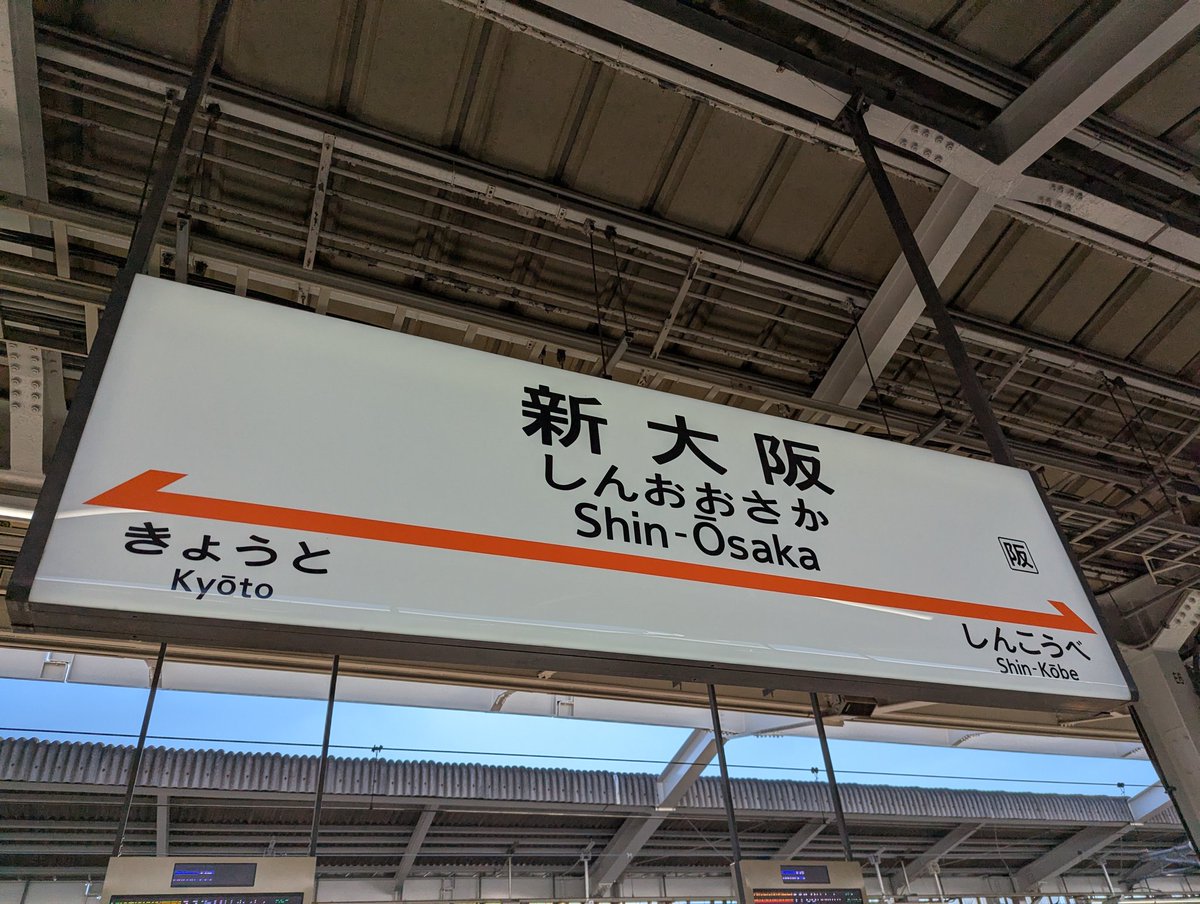 新大阪
しんおおさか
Shin-Ōsaka
阪
きょうと
Kyōto
しんこうべ
Shin-Kōbe